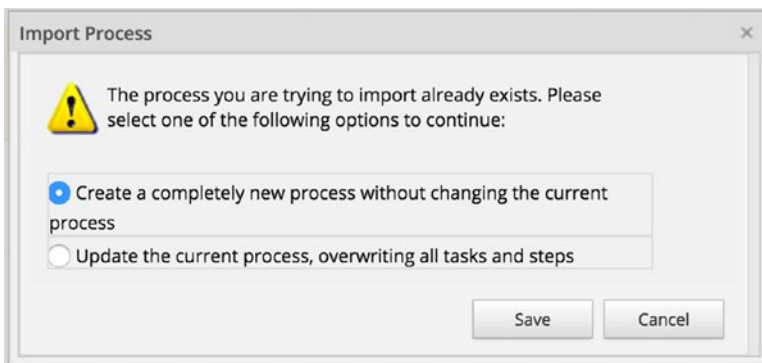 Import Process
The process you are trying to import already exists. Please
select one of the following options to continue:
Create a completely new process without changing the current
process
Update the current process, overwriting all tasks and steps
Save Cancel